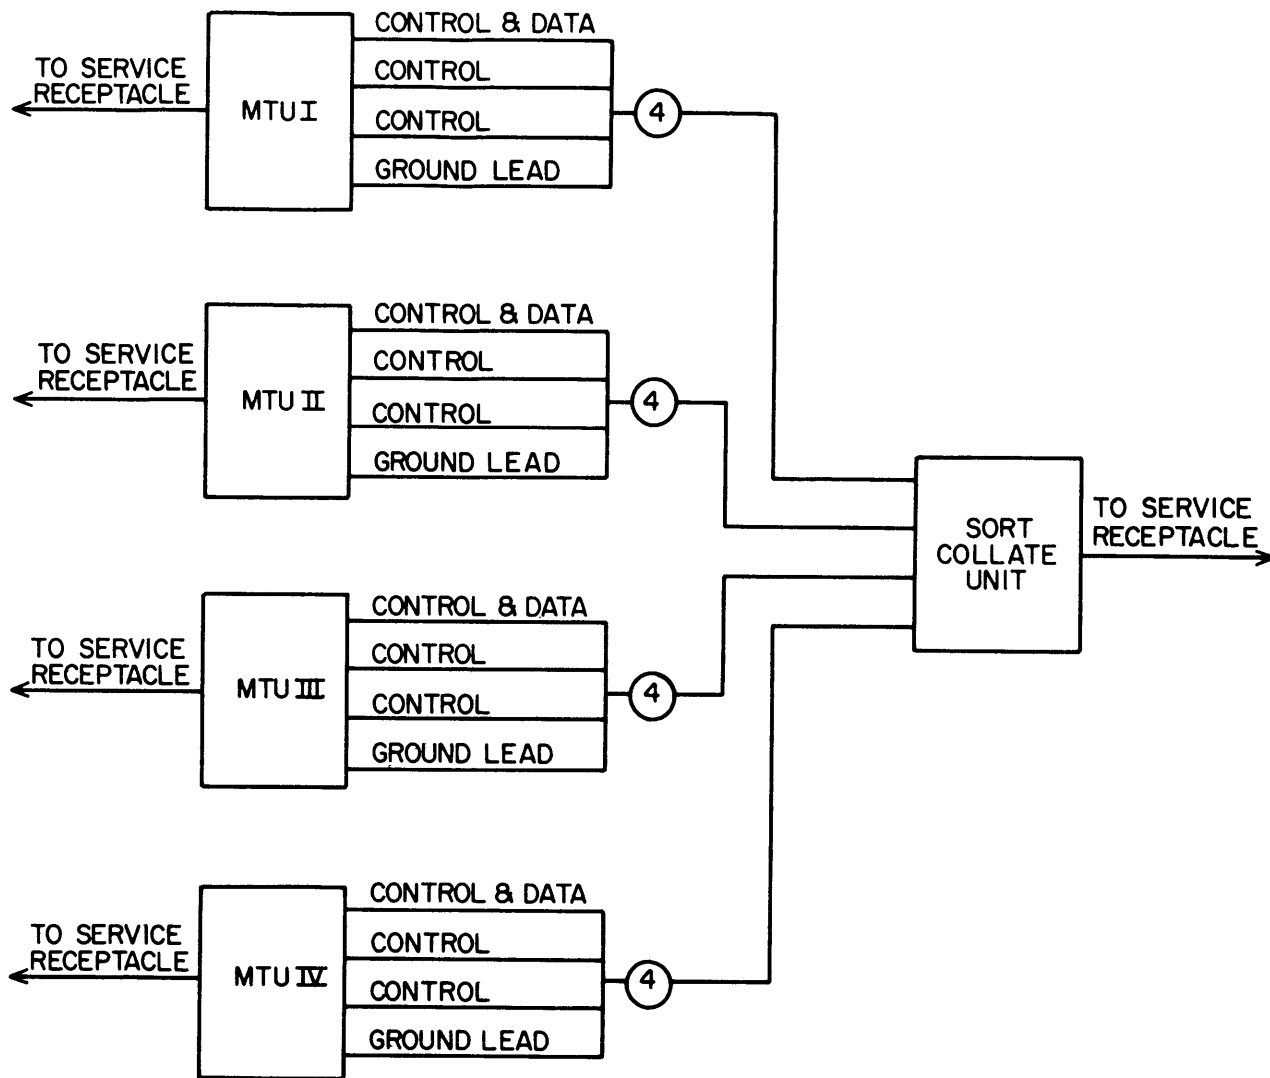 CONTROL & DATA
TO SERVICE
RECEPTACLE
CONTROL
MTU I
4
CONTROL
GROUND LEAD
CONTROL & DATA
TO SERVICE
RECEPTACLE
CONTROL
MTU II
4
CONTROL
GROUND LEAD
SORT
COLLATE
UNIT
TO SERVICE
RECEPTACLE
CONTROL & DATA
TO SERVICE
RECEPTACLE
CONTROL
MTU III
4
CONTROL
GROUND LEAD
CONTROL & DATA
TO SERVICE
RECEPTACLE
CONTROL
MTU IV
4
CONTROL
GROUND LEAD